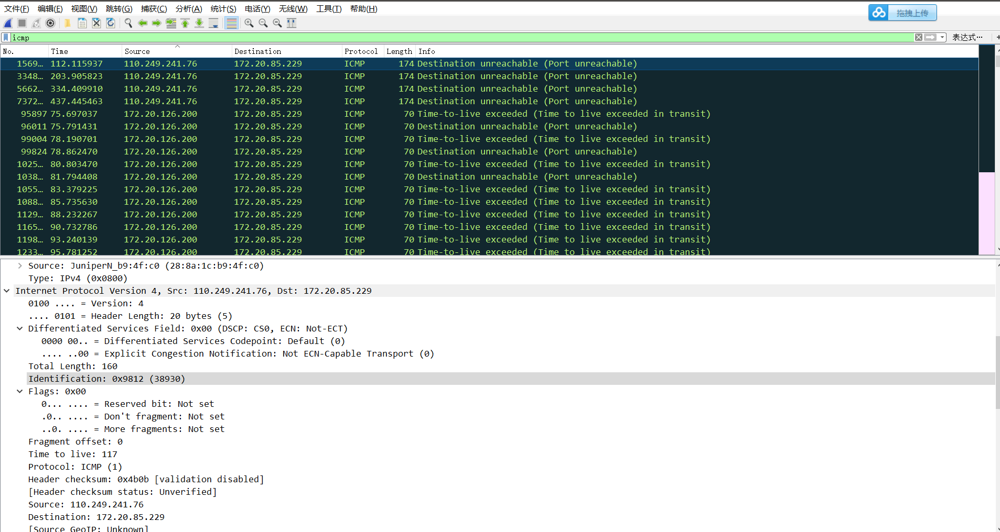 文件(F) 编辑(E) 视图(V) 跳转(G) 捕获(C) 分析(A) 统计(S) 电话(Y) 无线(W) 工具(T) 帮助(H)
拖拽上传
icmp 表达式… +
No. Time Source Destination Protocol Length Info
1569… 112.115937 110.249.241.76 172.20.85.229 ICMP 174 Destination unreachable (Port unreachable)
3348… 203.905823 110.249.241.76 172.20.85.229 ICMP 174 Destination unreachable (Port unreachable)
5662… 334.409910 110.249.241.76 172.20.85.229 ICMP 174 Destination unreachable (Port unreachable)
7372… 437.445463 110.249.241.76 172.20.85.229 ICMP 174 Destination unreachable (Port unreachable)
95897 75.697037 172.20.126.200 172.20.85.229 ICMP 70 Time-to-live exceeded (Time to live exceeded in transit)
96011 75.791431 172.20.126.200 172.20.85.229 ICMP 70 Destination unreachable (Port unreachable)
99004 78.190701 172.20.126.200 172.20.85.229 ICMP 70 Time-to-live exceeded (Time to live exceeded in transit)
99824 78.862470 172.20.126.200 172.20.85.229 ICMP 70 Destination unreachable (Port unreachable)
1025… 80.803470 172.20.126.200 172.20.85.229 ICMP 70 Time-to-live exceeded (Time to live exceeded in transit)
1038… 81.794408 172.20.126.200 172.20.85.229 ICMP 70 Destination unreachable (Port unreachable)
1055… 83.379225 172.20.126.200 172.20.85.229 ICMP 70 Time-to-live exceeded (Time to live exceeded in transit)
1088… 85.735630 172.20.126.200 172.20.85.229 ICMP 70 Time-to-live exceeded (Time to live exceeded in transit)
1129… 88.232267 172.20.126.200 172.20.85.229 ICMP 70 Time-to-live exceeded (Time to live exceeded in transit)
1165… 90.732786 172.20.126.200 172.20.85.229 ICMP 70 Time-to-live exceeded (Time to live exceeded in transit)
1198… 93.240139 172.20.126.200 172.20.85.229 ICMP 70 Time-to-live exceeded (Time to live exceeded in transit)
1233… 95.781252 172.20.126.200 172.20.85.229 ICMP 70 Time-to-live exceeded (Time to live exceeded in transit)
Source: JuniperN_b9:4f:c0 (28:8a:1c:b9:4f:c0)
Type: IPv4 (0x0800)
Internet Protocol Version 4, Src: 110.249.241.76, Dst: 172.20.85.229
0100 .... = Version: 4
.... 0101 = Header Length: 20 bytes (5)
Differentiated Services Field: 0x00 (DSCP: CS0, ECN: Not-ECT)
0000 00.. = Differentiated Services Codepoint: Default (0)
.... ..00 = Explicit Congestion Notification: Not ECN-Capable Transport (0)
Total Length: 160
Identification: 0x9812 (38930)
Flags: 0x00
0... .... = Reserved bit: Not set
.0.. .... = Don't fragment: Not set
..0. .... = More fragments: Not set
Fragment offset: 0
Time to live: 117
Protocol: ICMP (1)
Header checksum: 0x4b0b [validation disabled]
[Header checksum status: Unverified]
Source: 110.249.241.76
Destination: 172.20.85.229
[Source GeoIP: Unknown]